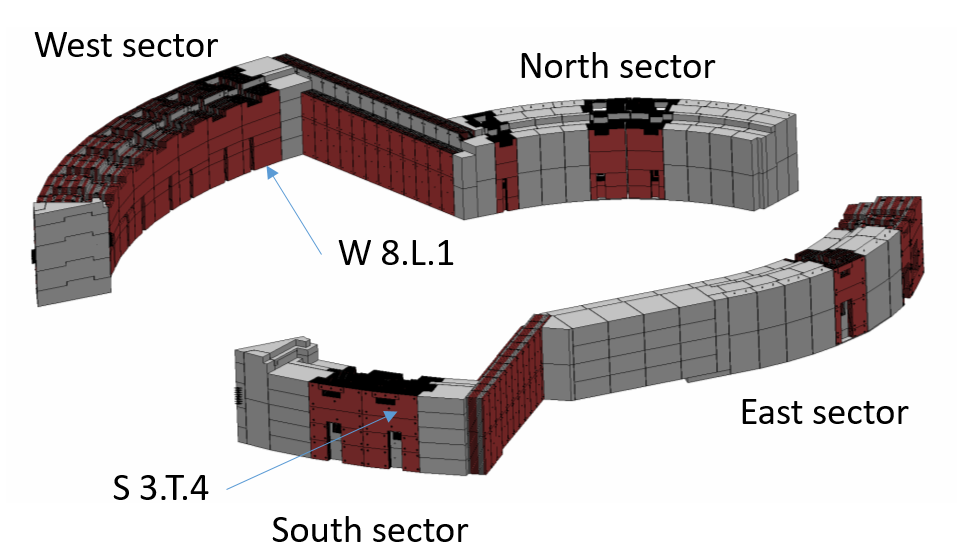 West sector
North sector
W 8.L.1
East sector
S 3.T.4
South sector